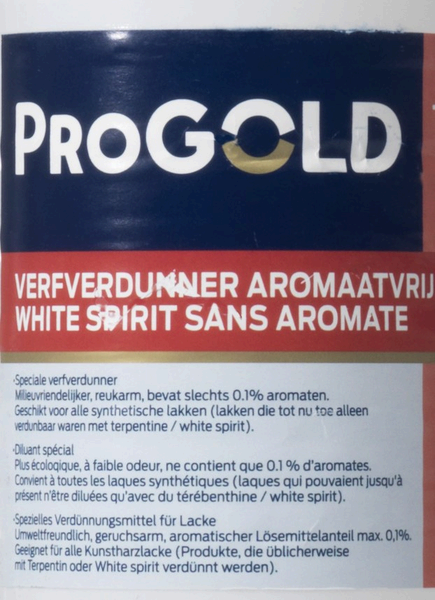 PROGOLD
VERFVERDUNNER AROMAATVRIJ
WHITE SPIRIT SANS AROMATE
·Speciale verfverdunner
Milieuvriendelijker, reukarm, bevat slechts 0.1% aromaten.
Geschikt voor alle synthetische lakken (lakken die tot nu toe alleen
verdunbaar waren met terpentine / white spirit).
·Diluant spécial
Plus écologique, à faible odeur, ne contient que 0.1 % d'aromates.
Convient à toutes les laques synthétiques (laques qui pouvaient jusqu'à
présent n'être diluées qu'avec du térébenthine / white spirit).
·Spezielles Verdünnungsmittel für Lacke
Umweltfreundlich, geruchsarm, aromatischer Lösemittelanteil max. 0,1%.
Geeignet für alle Kunstharzlacke (Produkte, die üblicherweise
mit Terpentin oder White spirit verdünnt werden).